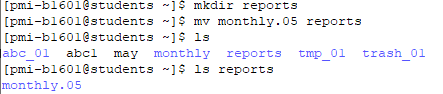 [pmi-b1601@students ~]$ mkdir reports
[pmi-b1601@students ~]$ mv monthly.05 reports
[pmi-b1601@students ~]$ ls
abc_01  abcl  may  monthly  reports  tmp_01  trash_01
[pmi-b1601@students ~]$ ls reports
monthly.05